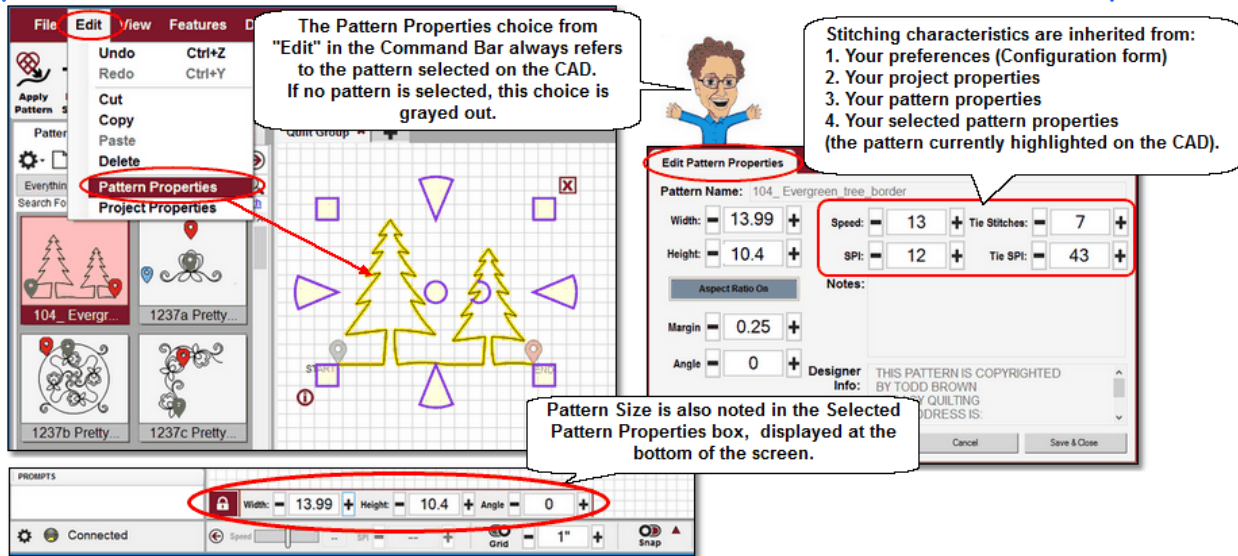 File Edit View Features D
Undo Ctrl+Z
Redo Ctrl+Y
Cut
Copy
Paste
Delete
Pattern Properties
Project Properties
Apply
Pattern S
Patter
Everythin
Search Fo
104_ Evergr...
1237a Pretty...
1237b Pretty...
1237c Pretty...
The Pattern Properties choice from
"Edit" in the Command Bar always refers
to the pattern selected on the CAD.
If no pattern is selected, this choice is
grayed out.
Quilt Group
START
END
Stitching characteristics are inherited from:
1. Your preferences (Configuration form)
2. Your project properties
3. Your pattern properties
4. Your selected pattern properties
(the pattern currently highlighted on the CAD).
Edit Pattern Properties
Pattern Name: 104_ Evergreen_tree_border
Width: 13.99
Height: 10.4
Aspect Ratio On
Margin 0.25
Angle 0
Speed: 13 Tie Stitches: 7
SPI: 12 Tie SPI: 43
Notes:
Designer
Info:
THIS PATTERN IS COPYRIGHTED
BY TODD BROWN
QUILTING
DRESS IS:
Cancel Save & Close
Pattern Size is also noted in the Selected
Pattern Properties box, displayed at the
bottom of the screen.
PROMPTS
Width: 13.99 Height: 10.4 Angle 0
Connected
Speed -- SPI -- Grid 1" Snap